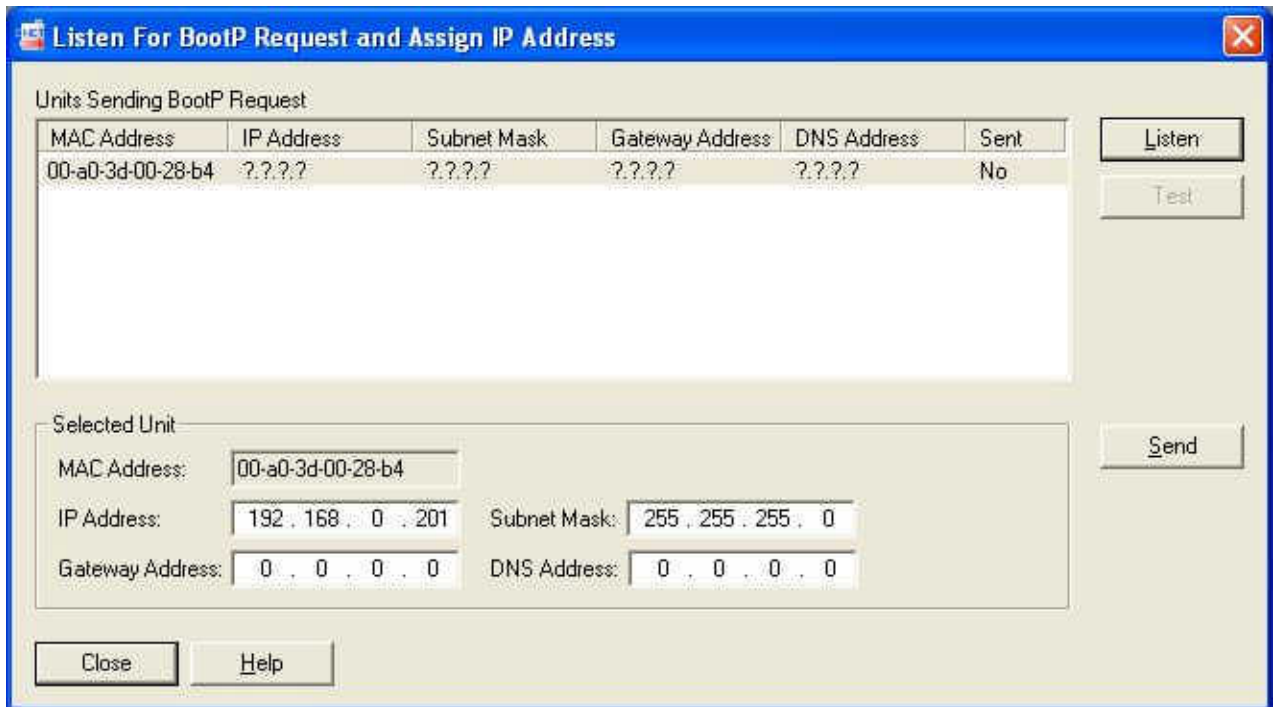 Listen For BootP Request and Assign IP Address
Units Sending BootP Request
MAC Address IP Address Subnet Mask Gateway Address DNS Address Sent
00-a0-3d-00-28-b4 ?.?.?.? ?.?.?.? ?.?.?.? ?.?.?.? No
Listen
Test
Selected Unit
MAC Address: 00-a0-3d-00-28-b4
Send
IP Address: 192 . 168 . 0 . 201 Subnet Mask: 255 . 255 . 255 . 0
Gateway Address: 0 . 0 . 0 . 0 DNS Address: 0 . 0 . 0 . 0
Close Help